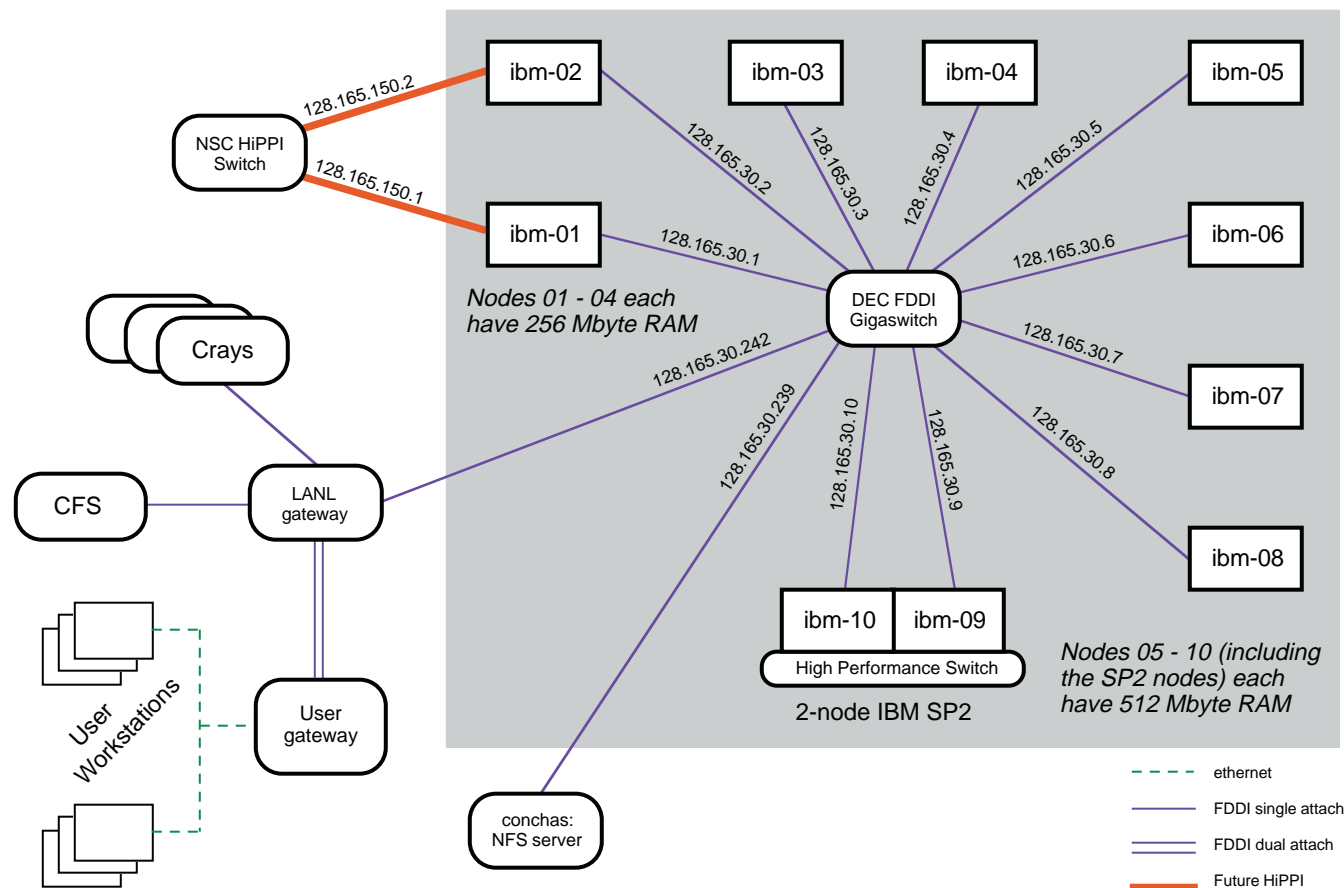 ibm-02
ibm-03
ibm-04
ibm-05
128.165.150.2
NSC HiPPI
Switch
128.165.150.1
128.165.30.2
128.165.30.3
128.165.30.4
128.165.30.5
ibm-01
128.165.30.1
128.165.30.6
ibm-06
Nodes 01 - 04 each
have 256 Mbyte RAM
DEC FDDI
Gigaswitch
Crays
128.165.30.242
128.165.30.7
ibm-07
128.165.30.239
128.165.30.10
128.165.30.9
128.165.30.8
CFS
LANL
gateway
ibm-08
ibm-10
ibm-09
High Performance Switch
2-node IBM SP2
Nodes 05 - 10 (including
the SP2 nodes) each
have 512 Mbyte RAM
User
Workstations
User
gateway
conchas:
NFS server
ethernet
FDDI single attach
FDDI dual attach
Future HiPPI